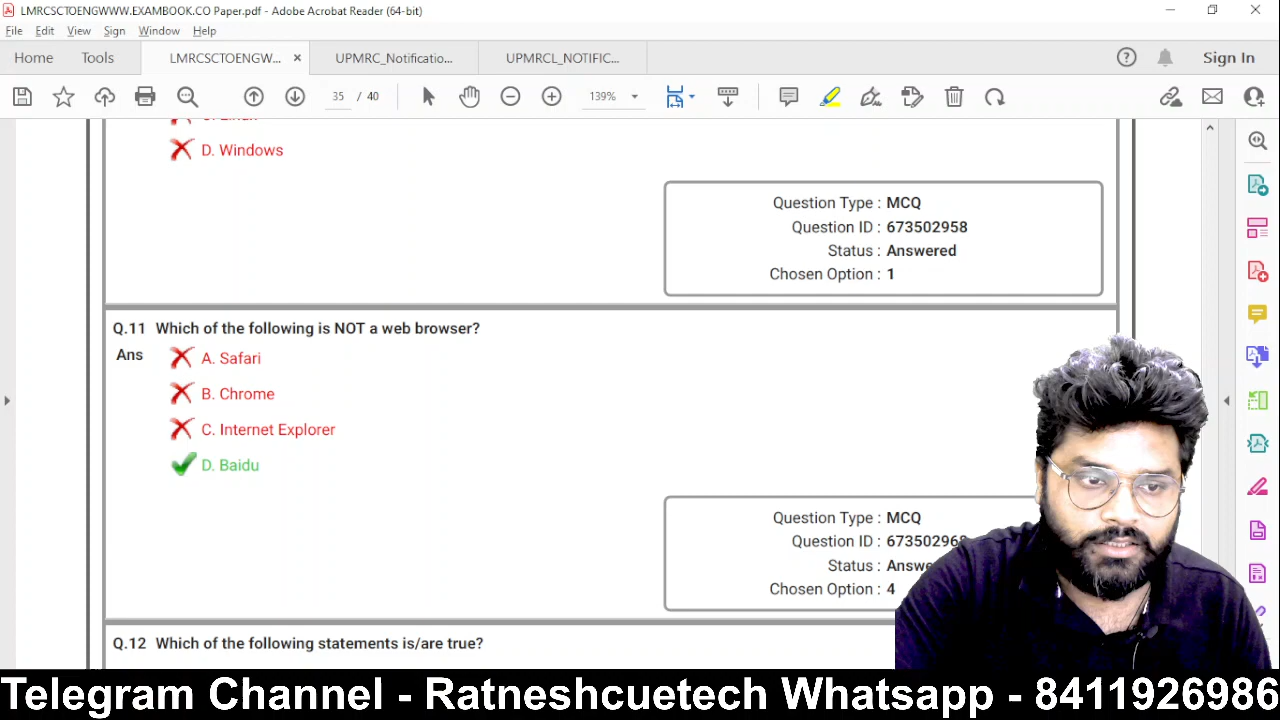 LMRCSCTOENGWWW.EXAMBOOK.CO Paper.pdf - Adobe Acrobat Reader (64-bit)
File Edit View Sign Window Help
Home Tools LMRCSCTOENGW... × UPMRC_Notificatio... UPMRCL_NOTIFIC... Sign In
35 / 40 139%
D. Windows
Question Type : MCQ
Question ID : 673502958
Status : Answered
Chosen Option : 1
Q.11 Which of the following is NOT a web browser?
Ans A. Safari
B. Chrome
C. Internet Explorer
D. Baidu
Question Type : MCQ
Question ID :
Status :
Chosen Option : 4
Q.12 Which of the following statements is/are true?
Telegram Channel - Ratneshcuetech Whatsapp - 8411926986